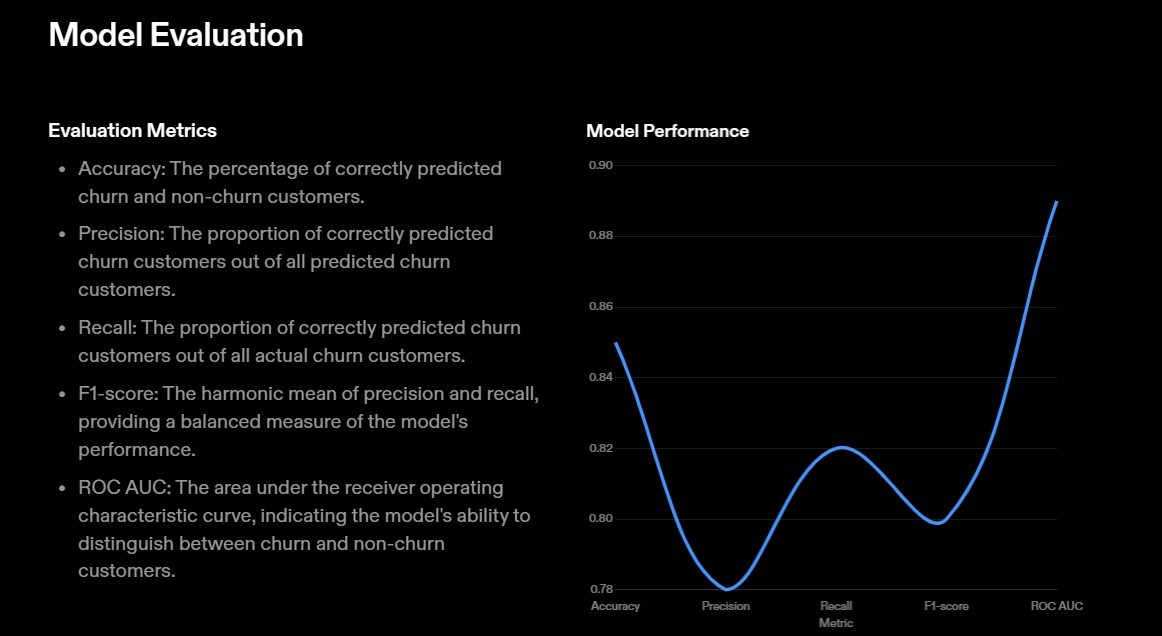 Model Evaluation
Evaluation Metrics
• Accuracy: The percentage of correctly predicted
churn and non-churn customers.
• Precision: The proportion of correctly predicted
churn customers out of all predicted churn
customers.
• Recall: The proportion of correctly predicted churn
customers out of all actual churn customers.
• F1-score: The harmonic mean of precision and recall,
providing a balanced measure of the model's
performance.
• ROC AUC: The area under the receiver operating
characteristic curve, indicating the model's ability to
distinguish between churn and non-churn
customers.
Model Performance
0.90
0.88
0.86
0.84
0.82
0.80
0.78
Accuracy Precision Recall F1-score ROC AUC
Metric